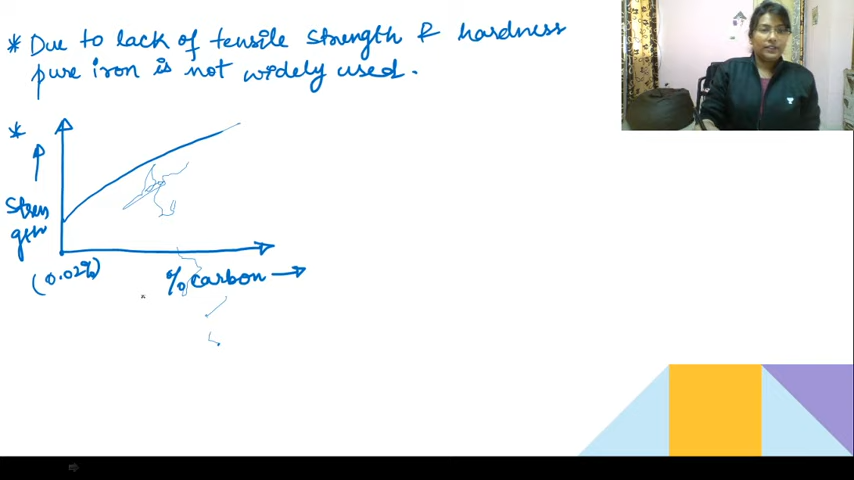 * Due to lack of tensile strength & hardness
pure iron is not widely used.
*
Stren
gth
(0.02%)
% carbon →